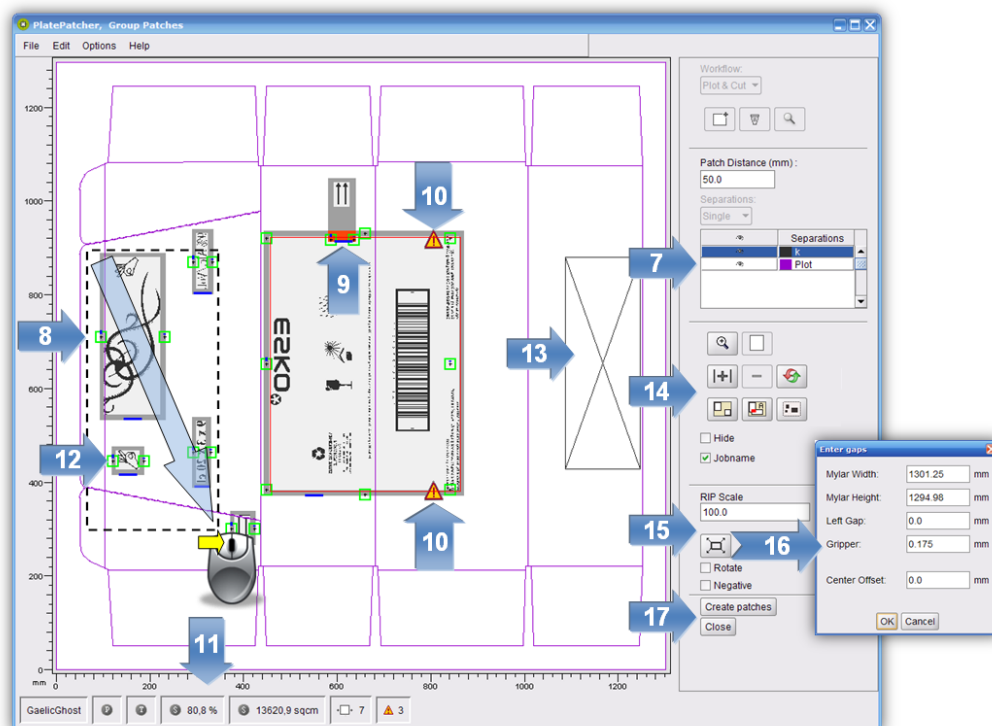 PlatePatcher, Group Patches
File Edit Options Help
Workflow:
Plot & Cut
Patch Distance (mm) :
50.0
Separations:
Single
Separations
k
Plot
Hide
Jobname
RIP Scale
100.0
Rotate
Negative
Create patches
Close
Enter gaps
Mylar Width: 1301.25 mm
Mylar Height: 1294.98 mm
Left Gap: 0.0 mm
Gripper: 0.175 mm
Center Offset: 0.0 mm
OK Cancel
7
8
9
10
10
11
12
13
14
15
16
17
ESKO
1200
1000
800
600
400
200
0
mm 0 200 400 600 800 1000 1200
GaelicGhost 80,8 % 13620,9 sqcm 7 3